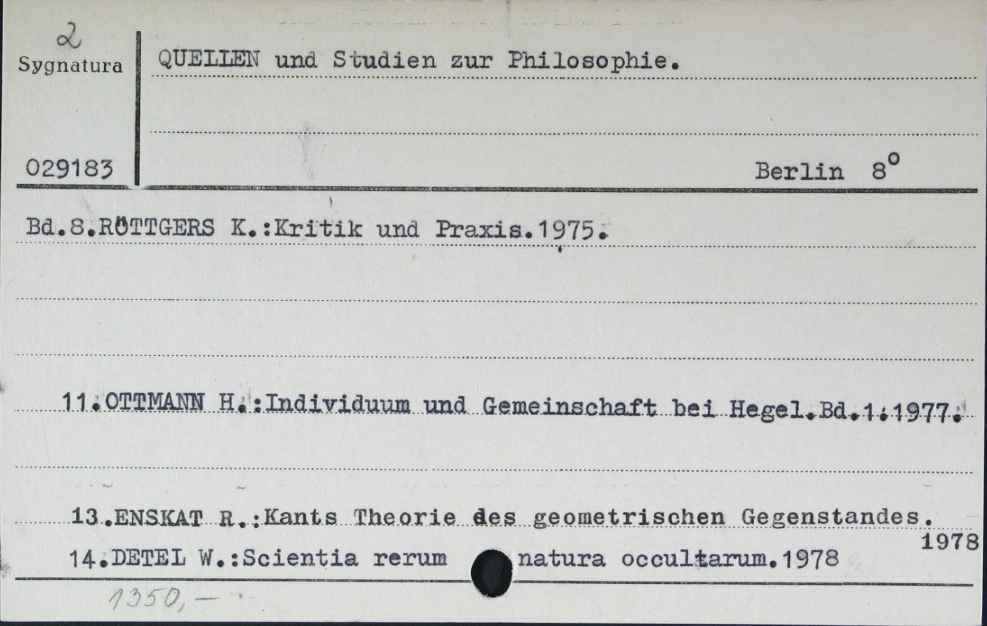 2
Sygnatura
QUELLEN und Studien zur Philosophie.
029183
Berlin 8°
Bd.8.RÖTTGERS K.:Kritik und Praxis.1975.
11.OTTMANN H.:Individuum und Gemeinschaft bei Hegel.Bd.1.1977.
13.ENSKAT R.:Kants Theorie des geometrischen Gegenstandes.
1978
14.DETEL W.:Scientia rerum natura occultarum.1978
1350,—